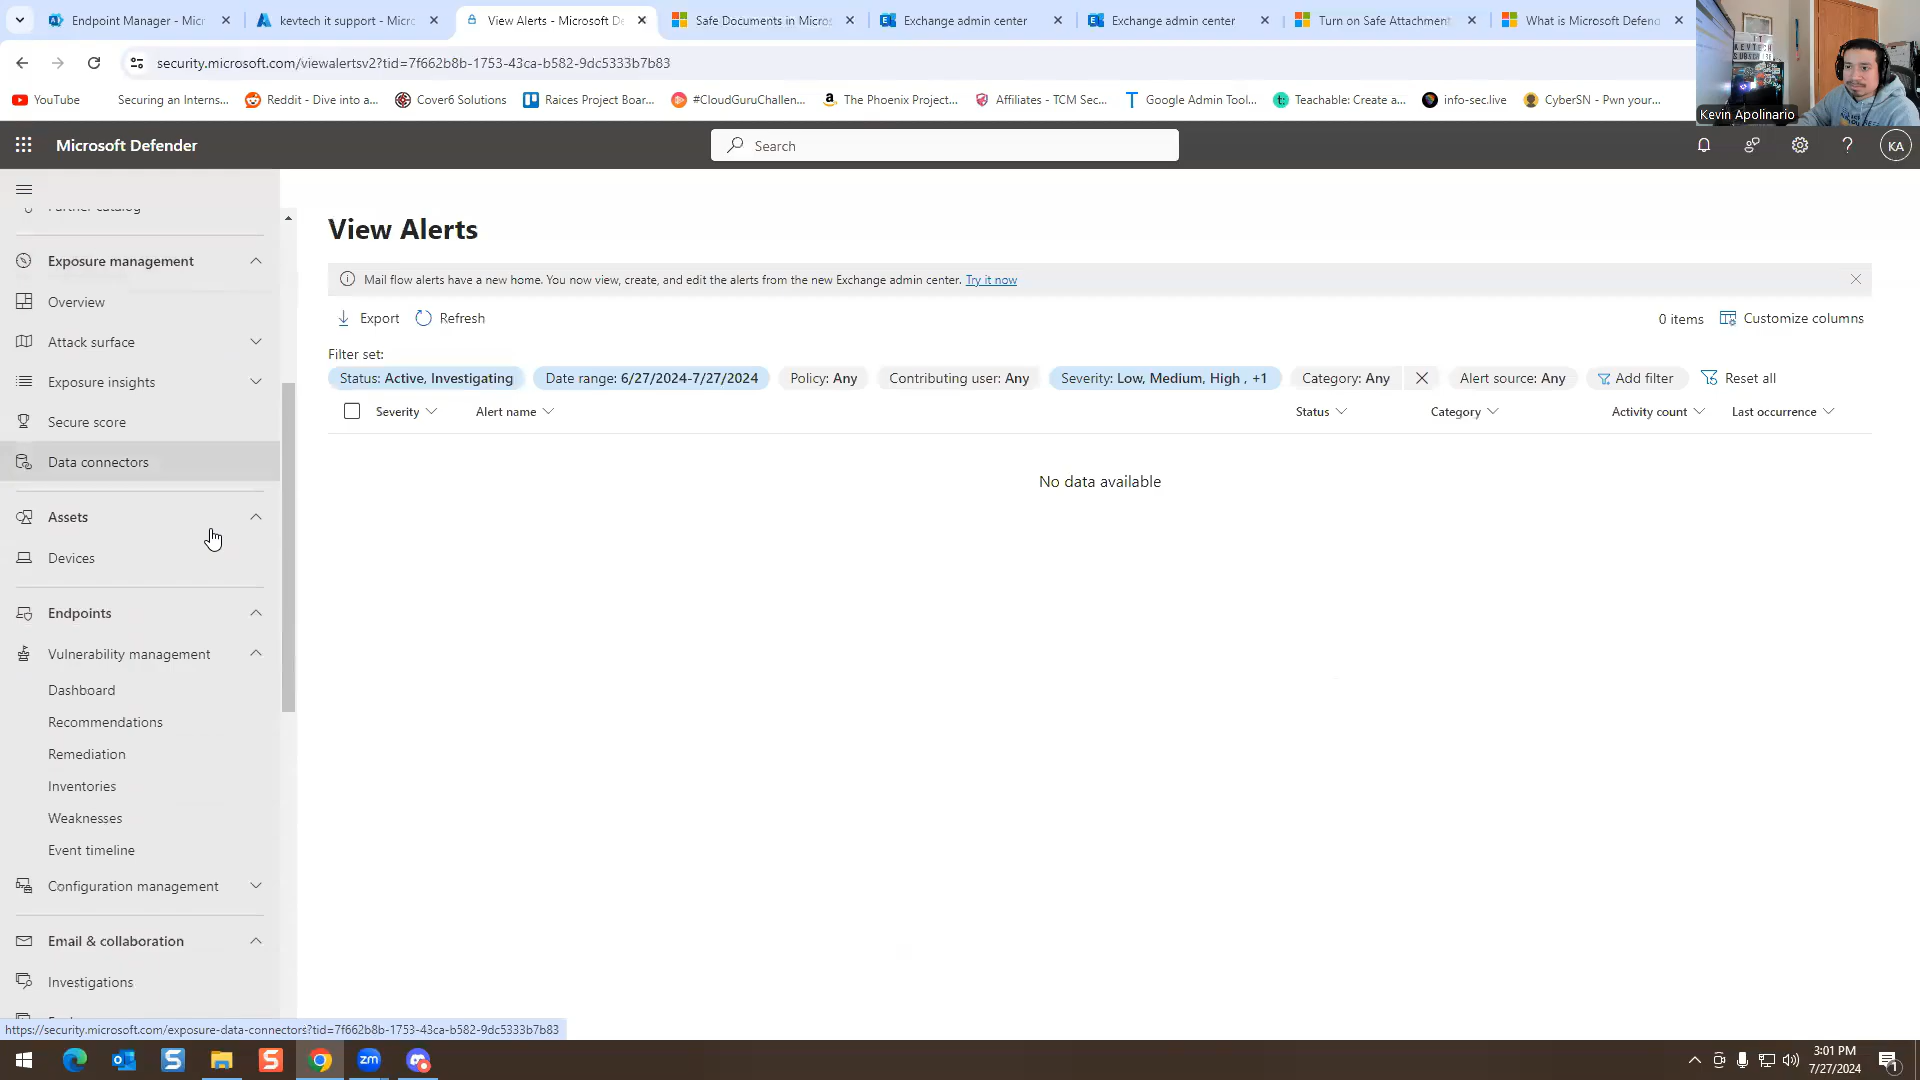 Endpoint Manager - Micr
kevtech it support - Micro
View Alerts - Microsoft De
Safe Documents in Micros
Exchange admin center
Exchange admin center
Turn on Safe Attachment
What is Microsoft Defend
security.microsoft.com/viewalertsv2?tid=7f662b8b-1753-43ca-b582-9dc5333b7b83
YouTube
Securing an Interns...
Reddit - Dive into a...
Cover6 Solutions
Raices Project Boar...
#CloudGuruChallen...
The Phoenix Project...
Affiliates - TCM Sec...
Google Admin Tool...
Teachable: Create a...
info-sec.live
CyberSN - Pwn your...
KEVTECH
Kevin Apolinario
Microsoft Defender
Search
KA
Partner catalog
Exposure management
Overview
Attack surface
Exposure insights
Secure score
Data connectors
Assets
Devices
Endpoints
Vulnerability management
Dashboard
Recommendations
Remediation
Inventories
Weaknesses
Event timeline
Configuration management
Email & collaboration
Investigations
View Alerts
Mail flow alerts have a new home. You now view, create, and edit the alerts from the new Exchange admin center. Try it now
Export
Refresh
0 items
Customize columns
Filter set:
Status: Active, Investigating
Date range: 6/27/2024-7/27/2024
Policy: Any
Contributing user: Any
Severity: Low, Medium, High , +1
Category: Any
Alert source: Any
Add filter
Reset all
Severity
Alert name
Status
Category
Activity count
Last occurrence
No data available
https://security.microsoft.com/exposure-data-connectors?tid=7f662b8b-1753-43ca-b582-9dc5333b7b83
zm
3:01 PM
7/27/2024
1